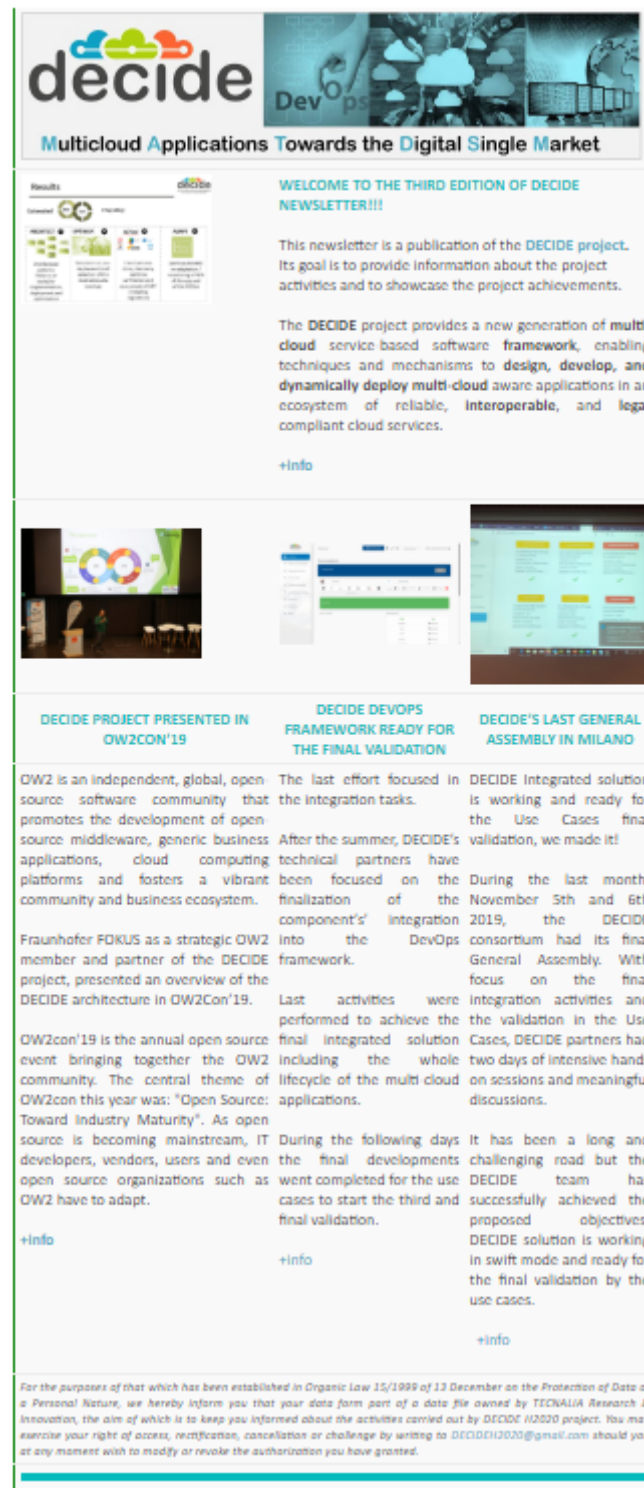 decide
DevOps
Multicloud Applications Towards the Digital Single Market
Results
decide
WELCOME TO THE THIRD EDITION OF DECIDE
NEWSLETTER!!!
This newsletter is a publication of the DECIDE project.
Its goal is to provide information about the project
activities and to showcase the project achievements.
The DECIDE project provides a new generation of multi
cloud service-based software framework, enabling
techniques and mechanisms to design, develop, and
dynamically deploy multi-cloud aware applications in an
ecosystem of reliable, interoperable, and lega
compliant cloud services.
+info
DECIDE PROJECT PRESENTED IN
OW2CON'19
OW2 is an independent, global, open-
source software community that
promotes the development of open-
source middleware, generic business
applications, cloud computing
platforms and fosters a vibrant
community and business ecosystem.
Fraunhofer FOKUS as a strategic OW2
member and partner of the DECIDE
project, presented an overview of the
DECIDE architecture in OW2Con'19.
OW2con'19 is the annual open source
event bringing together the OW2
community. The central theme of
OW2con this year was: "Open Source:
Toward Industry Maturity". As open
source is becoming mainstream, IT
developers, vendors, users and even
open source organizations such as
OW2 have to adapt.
+info
DECIDE DEVOPS
FRAMEWORK READY FOR
THE FINAL VALIDATION
The last effort focused in
the integration tasks.
After the summer, DECIDE's
technical partners have
been focused on the
finalization of the
component's' integration
into the DevOps
framework.
Last activities were
performed to achieve the
final integrated solution
including the whole
lifecycle of the multi cloud
applications.
During the following days
the final developments
went completed for the use
cases to start the third and
final validation.
+info
DECIDE'S LAST GENERAL
ASSEMBLY IN MILANO
DECIDE Integrated solution
is working and ready fo
the Use Cases fina
validation, we made it!
During the last month
November 5th and 6th
2019, the DECIDE
consortium had its fina
General Assembly. With
focus on the fina
integration activities and
the validation in the Use
Cases, DECIDE partners had
two days of intensive hand
on sessions and meaningfu
discussions.
It has been a long and
challenging road but the
DECIDE team ha
successfully achieved the
proposed objectives
DECIDE solution is working
in swift mode and ready fo
the final validation by the
use cases.
+info
For the purposes of that which has been established in Organic Law 15/1999 of 13 December on the Protection of Data o
a Personal Nature, we hereby inform you that your data form part of a data file owned by TECNALIA Research &
Innovation, the aim of which is to keep you informed about the activities carried out by DECIDE H2020 project. You ma
exercise your right of access, rectification, cancellation or challenge by writing to DECIDEH2020@gmail.com should you
at any moment wish to modify or revoke the authorization you have granted.